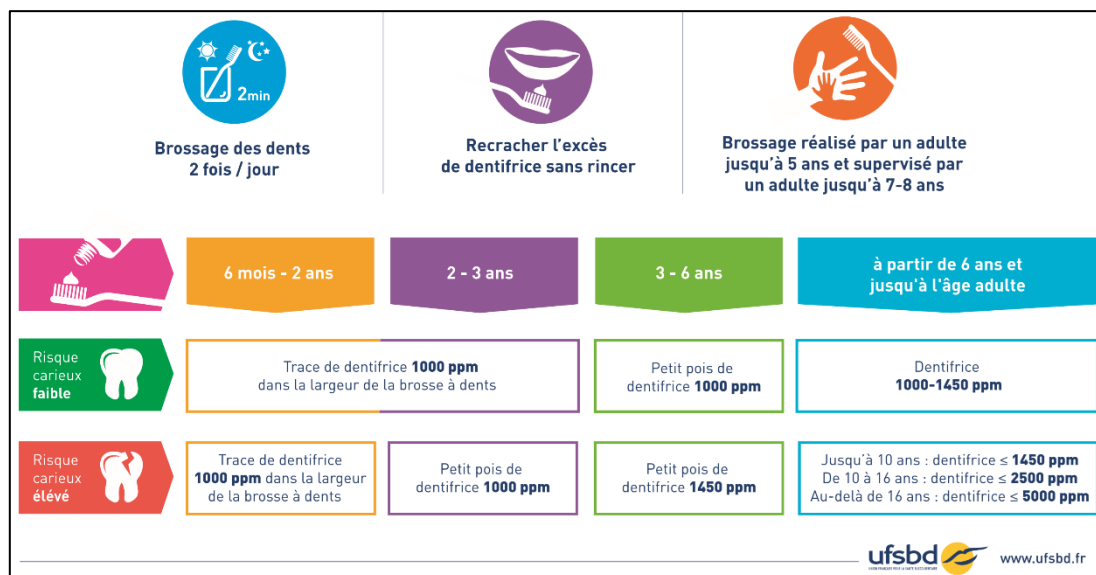 2min
Brossage des dents
2 fois / jour
Recracher l'excès
de dentifrice sans rincer
Brossage réalisé par un adulte
jusqu'à 5 ans et supervisé par
un adulte jusqu'à 7-8 ans
6 mois - 2 ans
2 - 3 ans
3 - 6 ans
à partir de 6 ans et
jusqu'à l'âge adulte
Risque
carieux
faible
Trace de dentifrice 1000 ppm
dans la largeur de la brosse à dents
Petit pois de
dentifrice 1000 ppm
Dentifrice
1000-1450 ppm
Risque
carieux
élévé
Trace de dentifrice
1000 ppm dans la largeur
de la brosse à dents
Petit pois de
dentifrice 1000 ppm
Petit pois de
dentifrice 1450 ppm
Jusqu'à 10 ans : dentifrice ≤ 1450 ppm
De 10 à 16 ans : dentifrice ≤ 2500 ppm
Au-delà de 16 ans : dentifrice ≤ 5000 ppm
ufsbd
www.ufsbd.fr